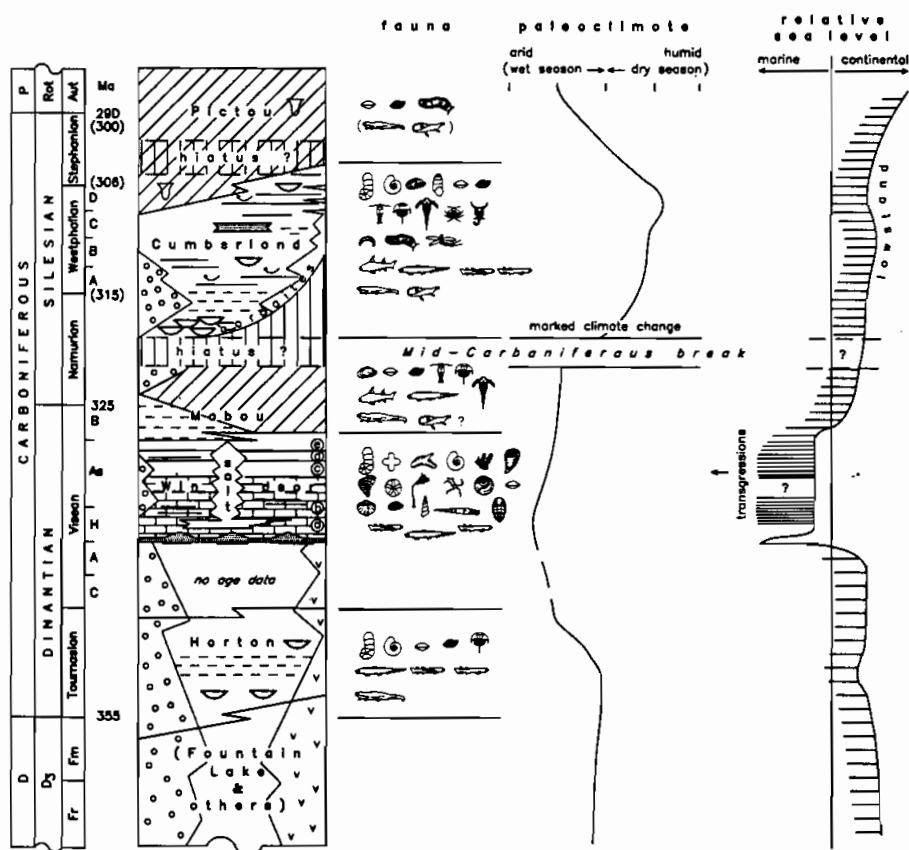 fauna
paleoclimate
relative
sea level
arid
humid
(wet season
dry season)
marine
continental
P
Rot
Aut
Ma
CARBONIFEROUS
SILESIAN
DINANTIAN
D
D3
Stephanian
Westphalian
D
C
B
A
Namurian
Visean
B
As
H
A
C
Tournasian
Fm
Fr
290
(300)
(306)
(315)
325
355
Pictou
hiatus ?
Cumberland
hiatus ?
Mabou
Windsor
salt
no age data
Horton
(Fountain
Lake
&
others)
?
marked climate change
Mid-Carboniferous break
?
lowstand
transgressions
?